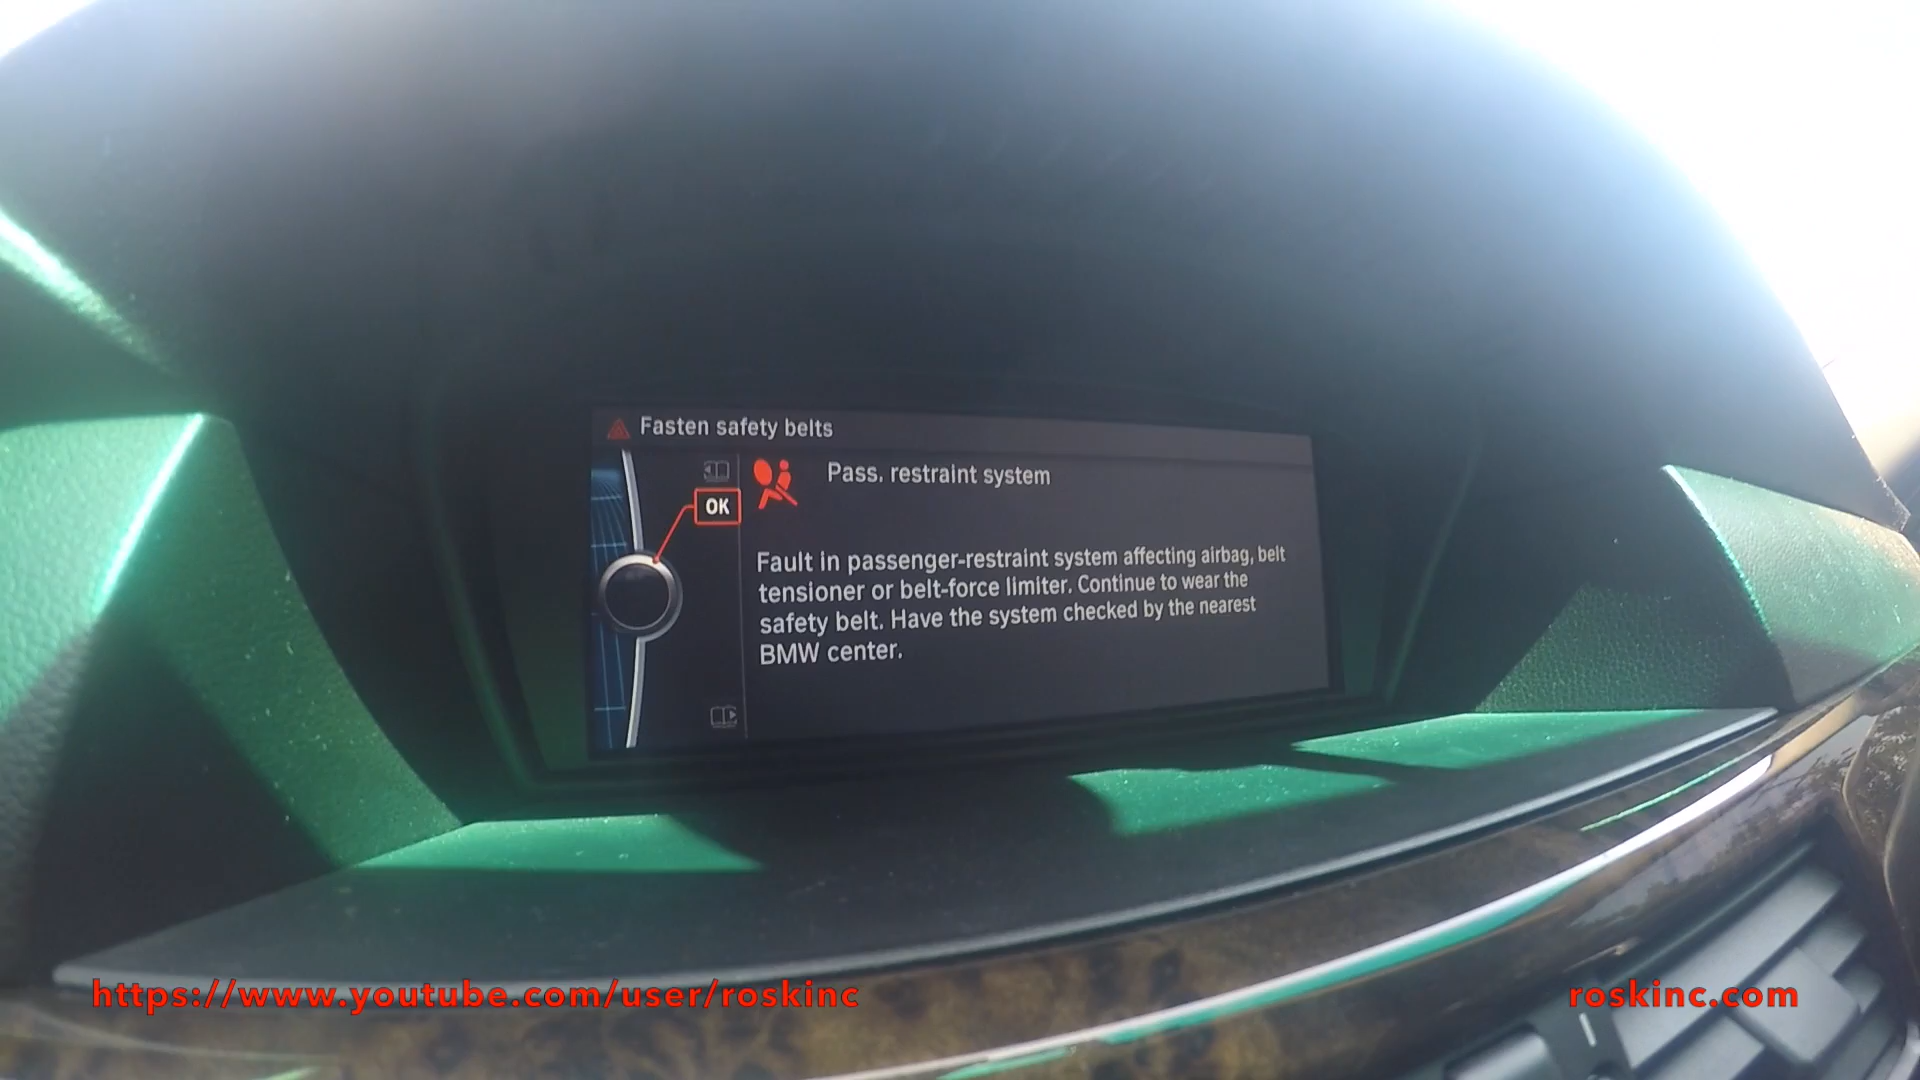 Fasten safety belts
OK
Pass. restraint system
Fault in passenger-restraint system affecting airbag, belt
tensioner or belt-force limiter. Continue to wear the
safety belt. Have the system checked by the nearest
BMW center.
https://www.youtube.com/user/roskinc
roskinc.com